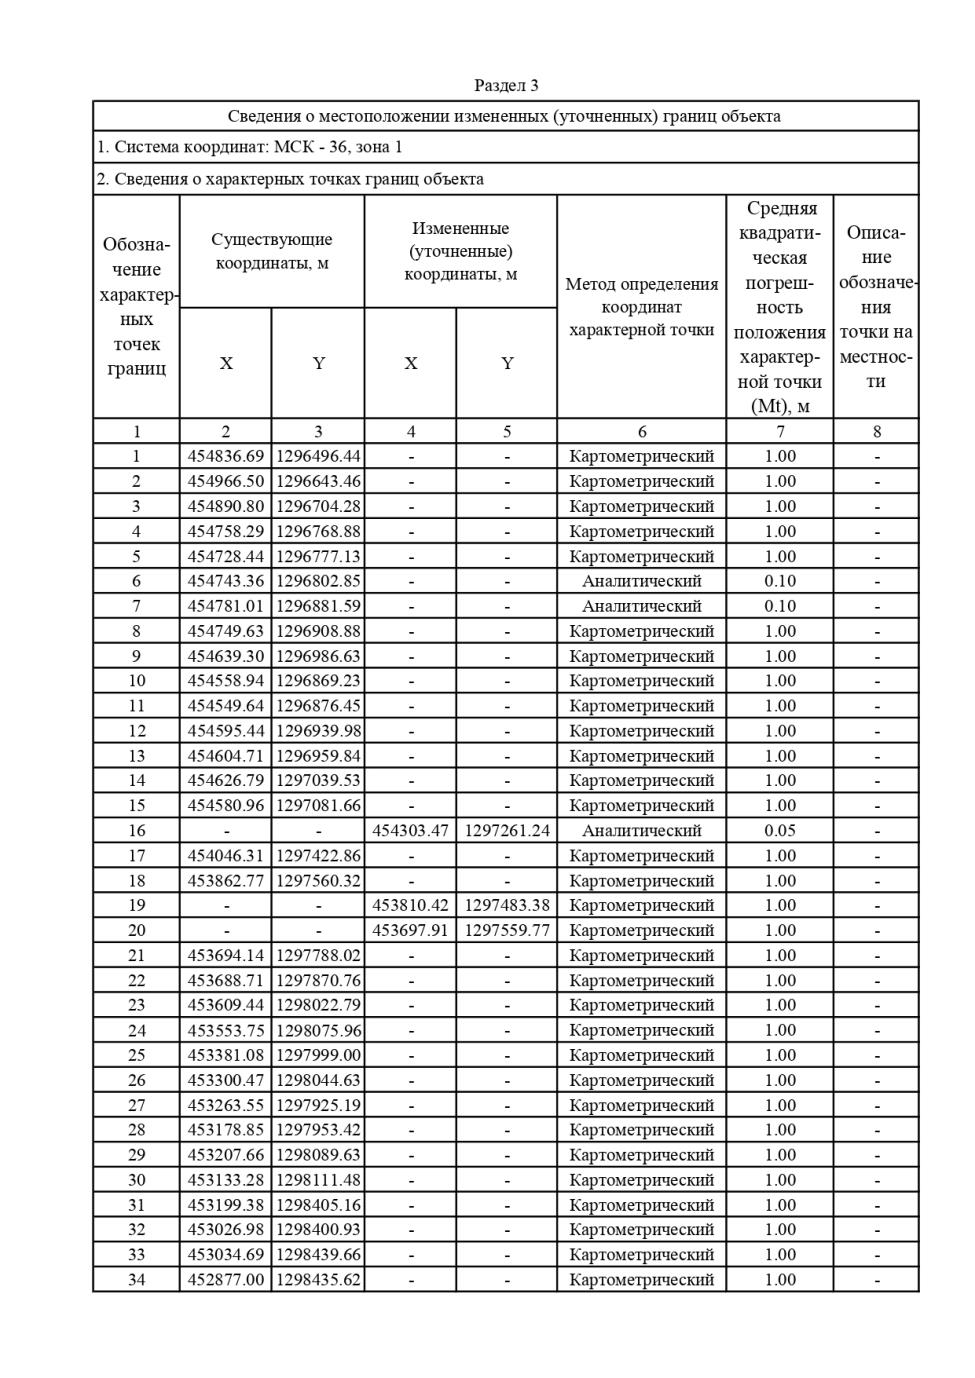 Раздел 3
Сведения о местоположении измененных (уточненных) границ объекта
1. Система координат: МСК - 36, зона 1
2. Сведения о характерных точках границ объекта
Обозна-
чение
характер-
ных
точек
границ
Существующие
координаты, м
Измененные
(уточненные)
координаты, м
Метод определения
координат
характерной точки
Средняя
квадрати-
ческая
погреш-
ность
положения
характер-
ной точки
(Mt), м
Описа-
ние
обозначе-
ния
точки на
местнос-
ти
X Y X Y
1 2 3 4 5 6 7 8
1 454836.69 1296496.44 - - Картометрический 1.00 -
2 454966.50 1296643.46 - - Картометрический 1.00 -
3 454890.80 1296704.28 - - Картометрический 1.00 -
4 454758.29 1296768.88 - - Картометрический 1.00 -
5 454728.44 1296777.13 - - Картометрический 1.00 -
6 454743.36 1296802.85 - - Аналитический 0.10 -
7 454781.01 1296881.59 - - Аналитический 0.10 -
8 454749.63 1296908.88 - - Картометрический 1.00 -
9 454639.30 1296986.63 - - Картометрический 1.00 -
10 454558.94 1296869.23 - - Картометрический 1.00 -
11 454549.64 1296876.45 - - Картометрический 1.00 -
12 454595.44 1296939.98 - - Картометрический 1.00 -
13 454604.71 1296959.84 - - Картометрический 1.00 -
14 454626.79 1297039.53 - - Картометрический 1.00 -
15 454580.96 1297081.66 - - Картометрический 1.00 -
16 - - 454303.47 1297261.24 Аналитический 0.05 -
17 454046.31 1297422.86 - - Картометрический 1.00 -
18 453862.77 1297560.32 - - Картометрический 1.00 -
19 - - 453810.42 1297483.38 Картометрический 1.00 -
20 - - 453697.91 1297559.77 Картометрический 1.00 -
21 453694.14 1297788.02 - - Картометрический 1.00 -
22 453688.71 1297870.76 - - Картометрический 1.00 -
23 453609.44 1298022.79 - - Картометрический 1.00 -
24 453553.75 1298075.96 - - Картометрический 1.00 -
25 453381.08 1297999.00 - - Картометрический 1.00 -
26 453300.47 1298044.63 - - Картометрический 1.00 -
27 453263.55 1297925.19 - - Картометрический 1.00 -
28 453178.85 1297953.42 - - Картометрический 1.00 -
29 453207.66 1298089.63 - - Картометрический 1.00 -
30 453133.28 1298111.48 - - Картометрический 1.00 -
31 453199.38 1298405.16 - - Картометрический 1.00 -
32 453026.98 1298400.93 - - Картометрический 1.00 -
33 453034.69 1298439.66 - - Картометрический 1.00 -
34 452877.00 1298435.62 - - Картометрический 1.00 -